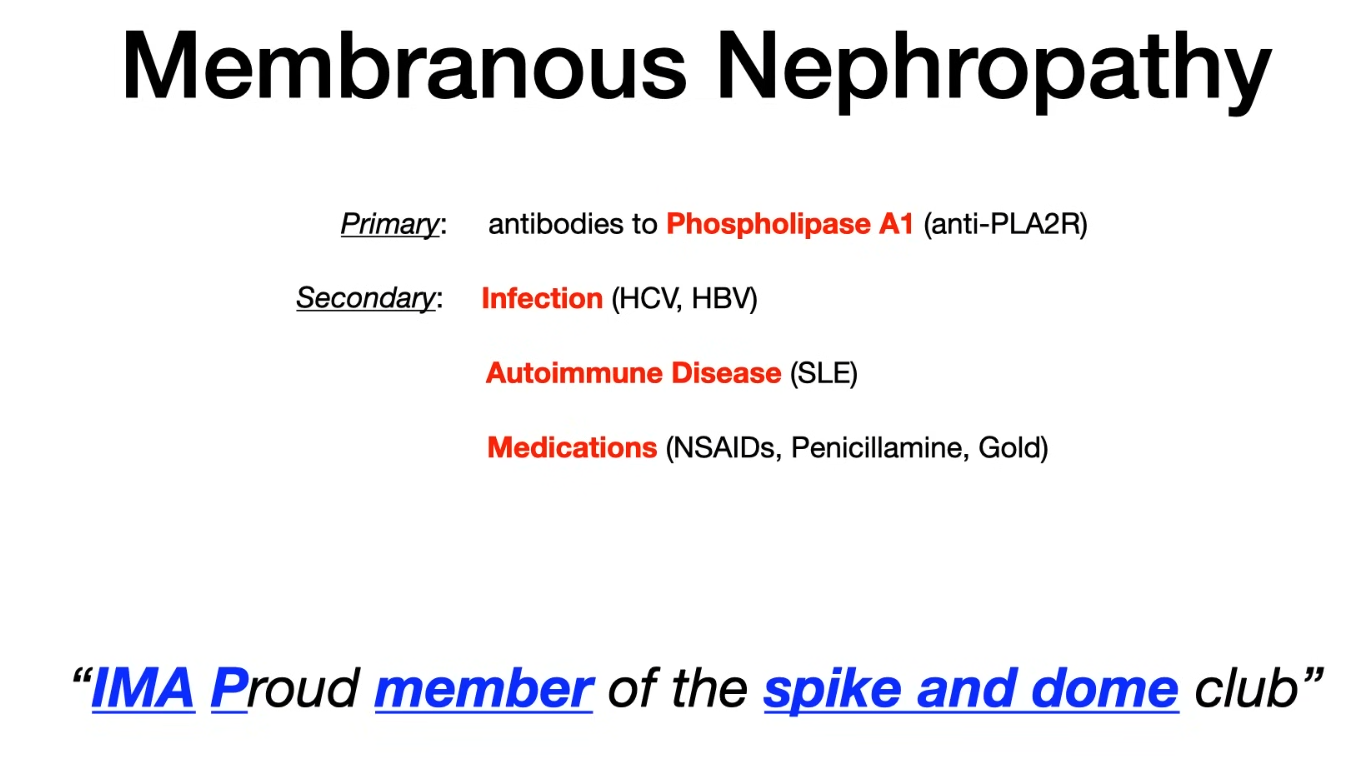 Membranous Nephropathy
Primary: antibodies to Phospholipase A1 (anti-PLA2R)
Secondary: Infection (HCV, HBV)
Autoimmune Disease (SLE)
Medications (NSAIDs, Penicillamine, Gold)
“IMA Proud member of the spike and dome club”